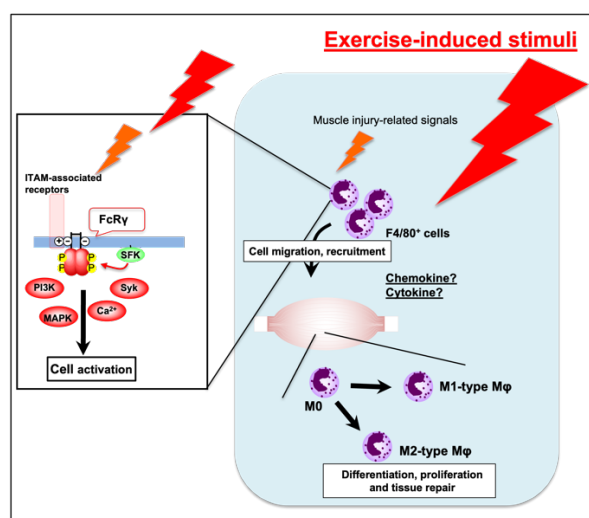 Exercise-induced stimuli
Muscle injury-related signals
ITAM-associated
receptors
FcRγ
+
−
−
P
P
P
P
SFK
PI3K
Syk
MAPK
Ca2+
Cell activation
F4/80+ cells
Cell migration, recruitment
Chemokine?
Cytokine?
M0
M1-type Mφ
M2-type Mφ
Differentiation, proliferation
and tissue repair